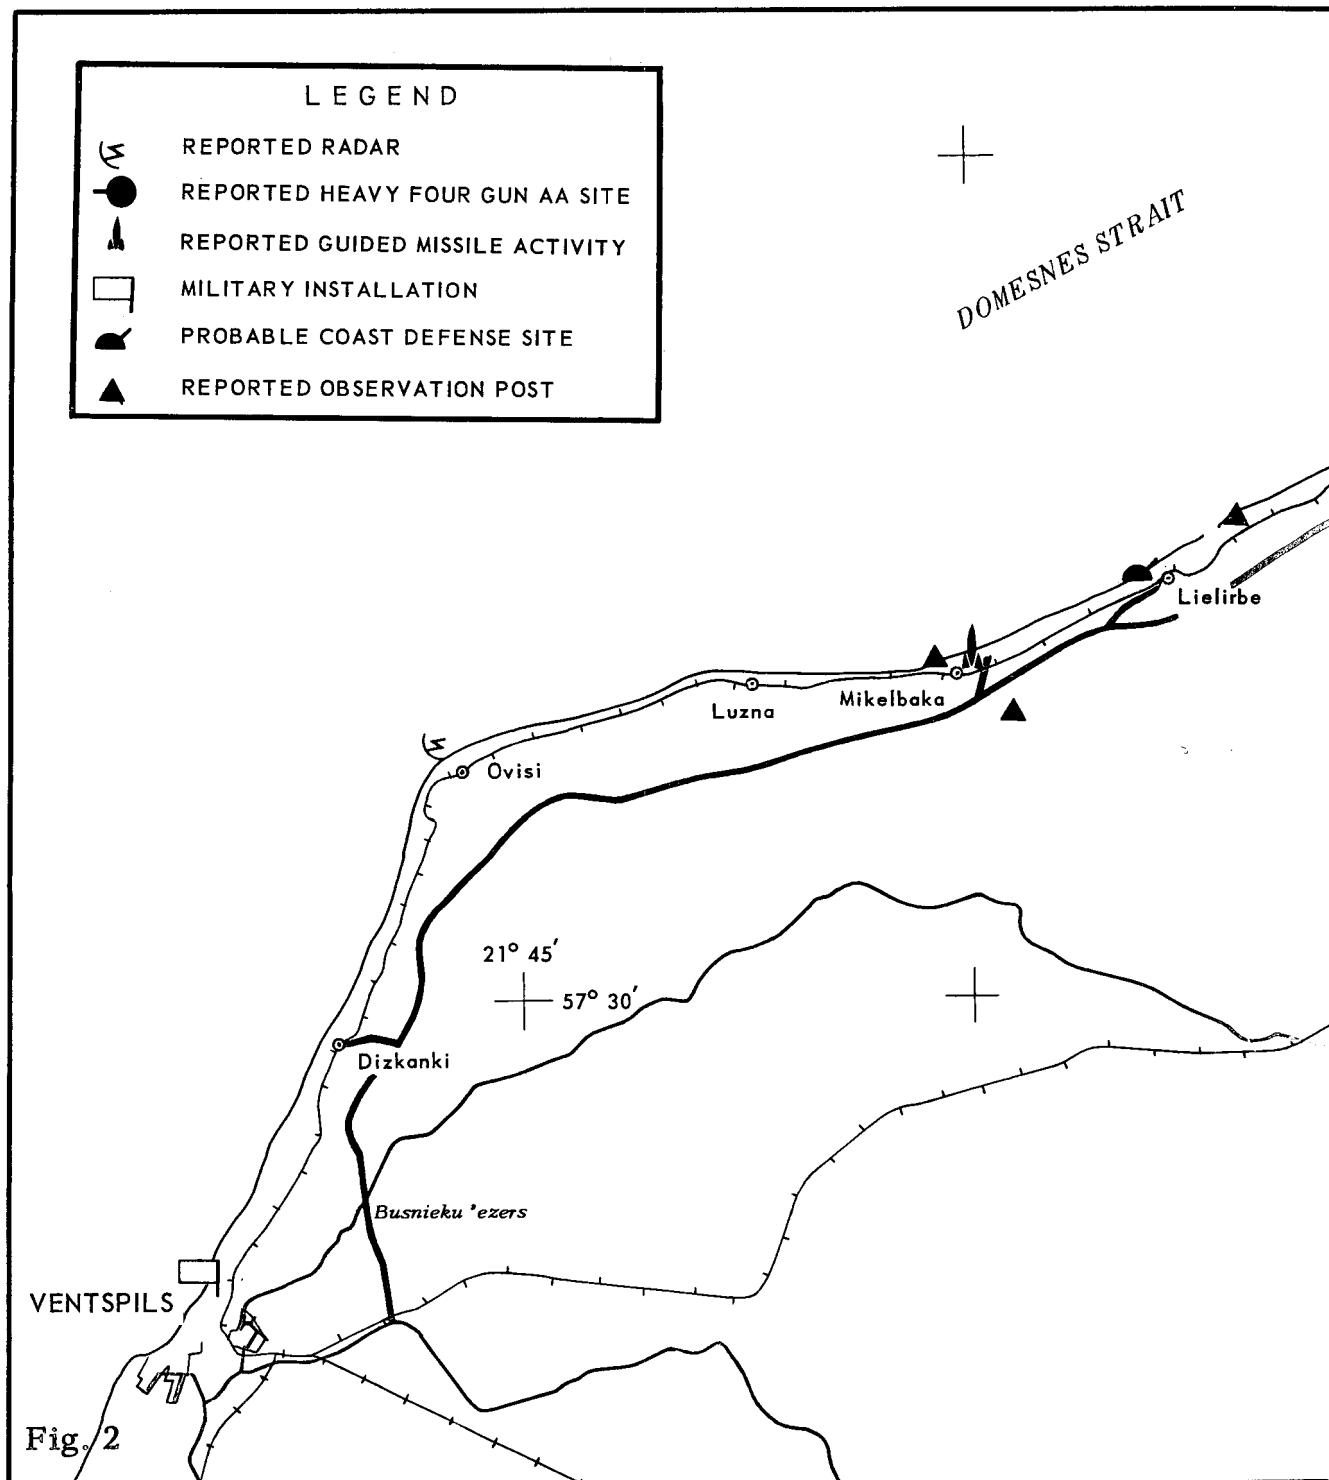 LEGEND
REPORTED RADAR
REPORTED HEAVY FOUR GUN AA SITE
REPORTED GUIDED MISSILE ACTIVITY
MILITARY INSTALLATION
PROBABLE COAST DEFENSE SITE
REPORTED OBSERVATION POST
DOMESNES STRAIT
Lielirbe
Mikelbaka
Luzna
Ovisi
21° 45'
57° 30'
Dizkanki
Busnieku 'ezers
VENTSPILS
Fig. 2